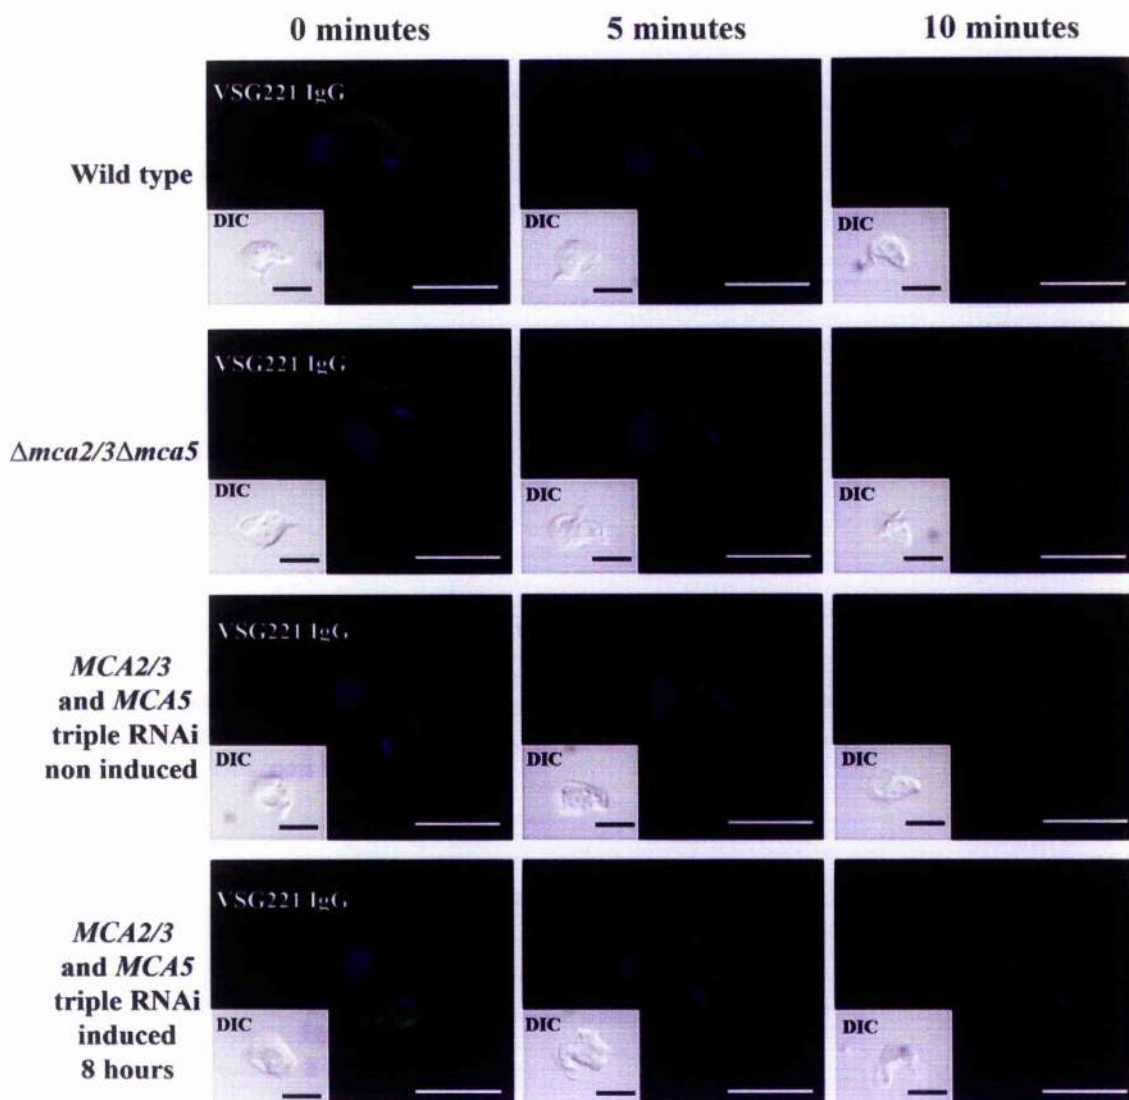 0 minutes 5 minutes 10 minutes
VSG221 IgG
Wild type
DIC DIC DIC
VSG221 IgG
Δmca2/3Δmca5
DIC DIC DIC
VSG221 IgG
MCA2/3
and MCA5
triple RNAi
non induced
DIC DIC DIC
VSG221 IgG
MCA2/3
and MCA5
triple RNAi
induced
8 hours
DIC DIC DIC